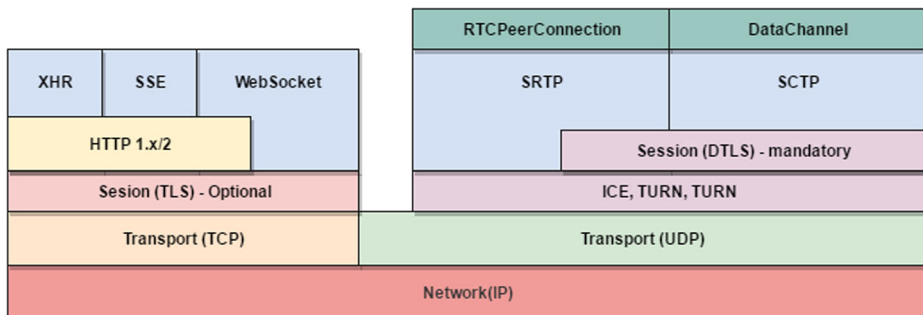 RTCPeerConnection DataChannel
XHR SSE WebSocket SRTP SCTP
HTTP 1.x/2
Session (DTLS) - mandatory
Sesion (TLS) - Optional ICE, TURN, TURN
Transport (TCP) Transport (UDP)
Network(IP)